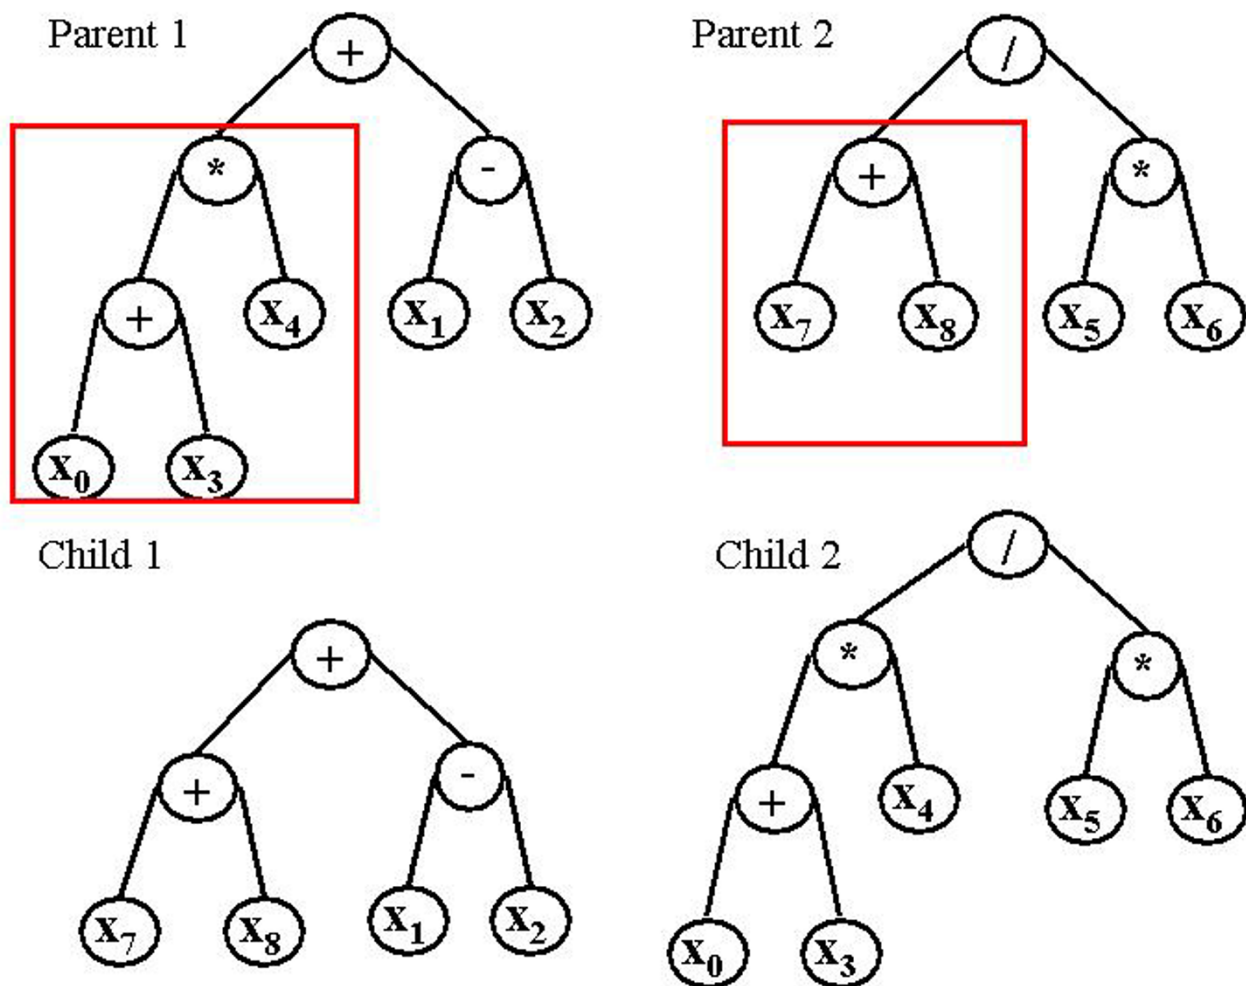 Parent 1
+
* -
+ x4 x1 x2
x0 x3
Parent 2
/
+ *
x7 x8 x5 x6
Child 1
+
+ -
x7 x8 x1 x2
Child 2
/
* *
+ x4 x5 x6
x0 x3